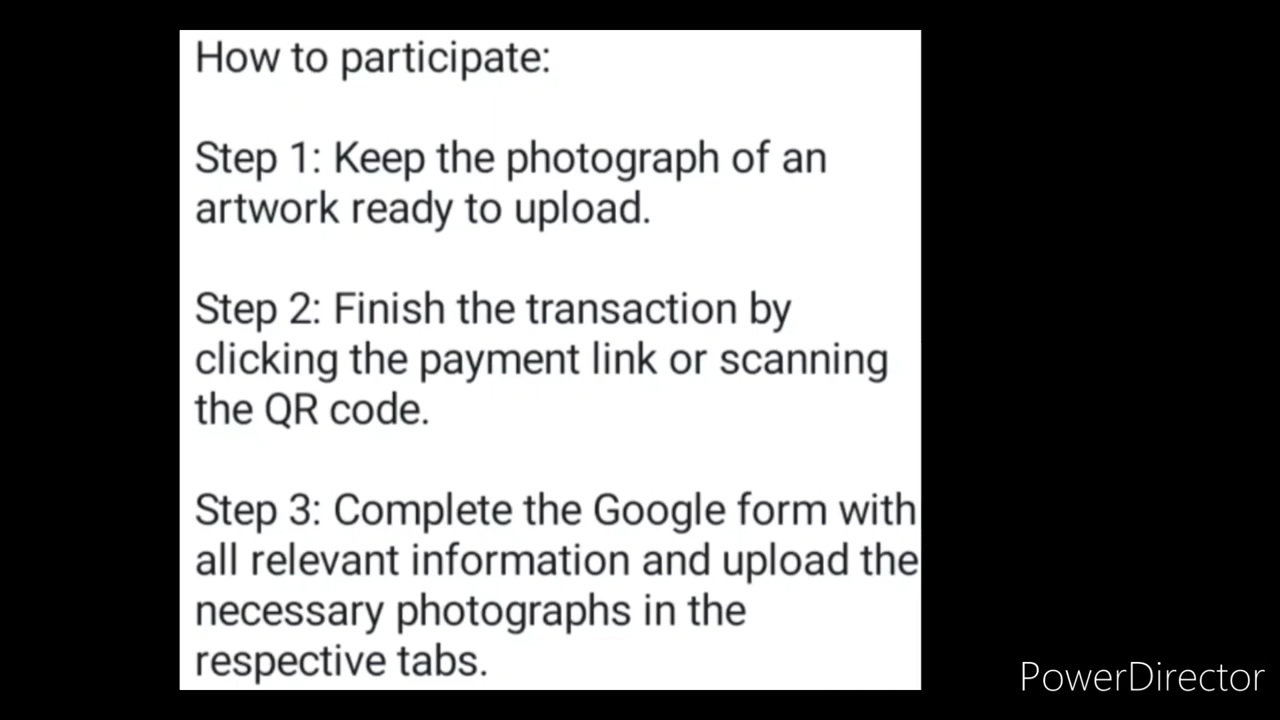 How to participate:
Step 1: Keep the photograph of an
artwork ready to upload.
Step 2: Finish the transaction by
clicking the payment link or scanning
the QR code.
Step 3: Complete the Google form with
all relevant information and upload the
necessary photographs in the
respective tabs.
PowerDirector